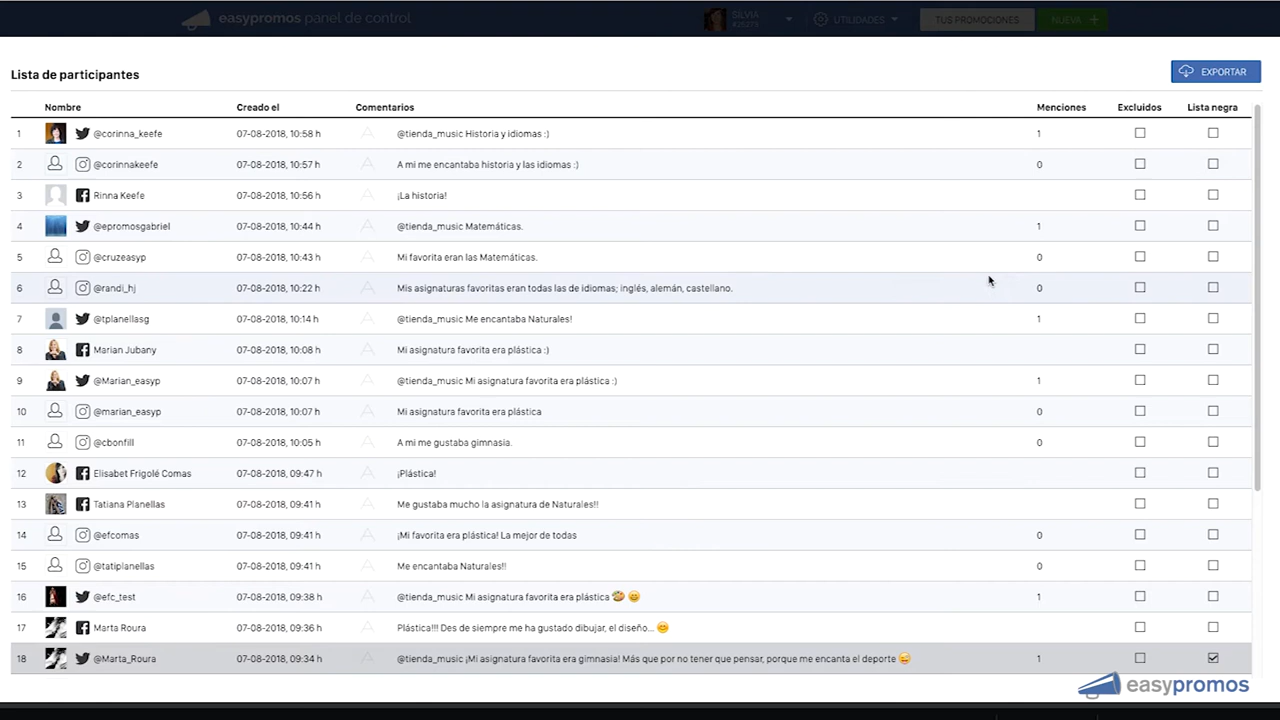 easypromos panel de control SILVIA UTILIDADES TUS PROMOCIONES NUEVA +
#25273
Lista de participantes EXPORTAR
Nombre Creado el Comentarios Menciones Excluidos Lista negra
1 @corinna_keefe 07-08-2018, 10:58 h @tienda_music Historia y idiomas :) 1
2 @corinnakeefe 07-08-2018, 10:57 h A mi me encantaba historia y las idiomas :) 0
3 Rinna Keefe 07-08-2018, 10:56 h ¡La historia!
4 @epromosgabriel 07-08-2018, 10:44 h @tienda_music Matemáticas. 1
5 @cruzeasyp 07-08-2018, 10:43 h Mi favorita eran las Matemáticas. 0
6 @randi_hj 07-08-2018, 10:22 h Mis asignaturas favoritas eran todas las de idiomas; inglés, alemán, castellano. 0
7 @tplanellasg 07-08-2018, 10:14 h @tienda_music Me encantaba Naturales! 1
8 Marian Jubany 07-08-2018, 10:08 h Mi asignatura favorita era plástica :)
9 @Marian_easyp 07-08-2018, 10:07 h @tienda_music Mi asignatura favorita era plástica :) 1
10 @marian_easyp 07-08-2018, 10:07 h Mi asignatura favorita era plástica 0
11 @cbonfill 07-08-2018, 10:05 h A mi me gustaba gimnasia. 0
12 Elisabet Frigolé Comas 07-08-2018, 09:47 h ¡Plástica!
13 Tatiana Planellas 07-08-2018, 09:41 h Me gustaba mucho la asignatura de Naturales!!
14 @efcomas 07-08-2018, 09:41 h ¡Mi favorita era plástica! La mejor de todas 0
15 @tatiplanellas 07-08-2018, 09:41 h Me encantaba Naturales!! 0
16 @efc_test 07-08-2018, 09:38 h @tienda_music Mi asignatura favorita era plástica 🎨 😀 1
17 Marta Roura 07-08-2018, 09:36 h Plástica!!! Des de siempre me ha gustado dibujar, el diseño... 😊
18 @Marta_Roura 07-08-2018, 09:34 h @tienda_music ¡Mi asignatura favorita era gimnasia! Más que por no tener que pensar, porque me encanta el deporte 😜 1
easypromos